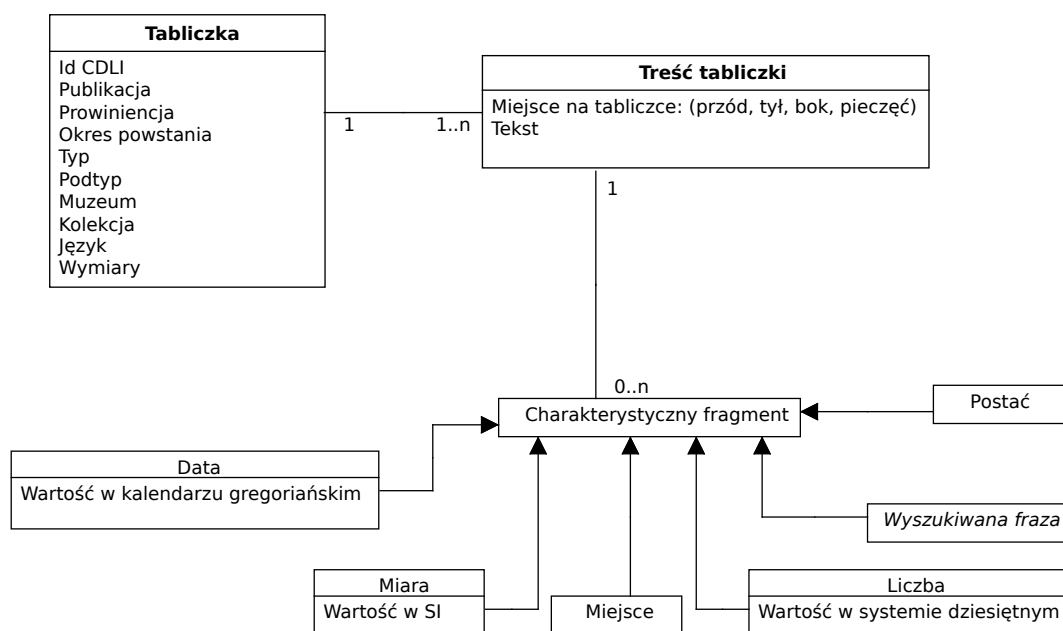 Tabliczka
Id CDLI
Publikacja
Prowiniencja
Okres powstania
Typ
Podtyp
Muzeum
Kolekcja
Język
Wymiary
1
1..n
Treść tabliczki
Miejsce na tabliczce: (przód, tył, bok, pieczęć)
Tekst
1
0..n
Charakterystyczny fragment
Postać
Data
Wartość w kalendarzu gregoriańskim
Wyszukiwana fraza
Miara
Wartość w SI
Miejsce
Liczba
Wartość w systemie dziesiętnym